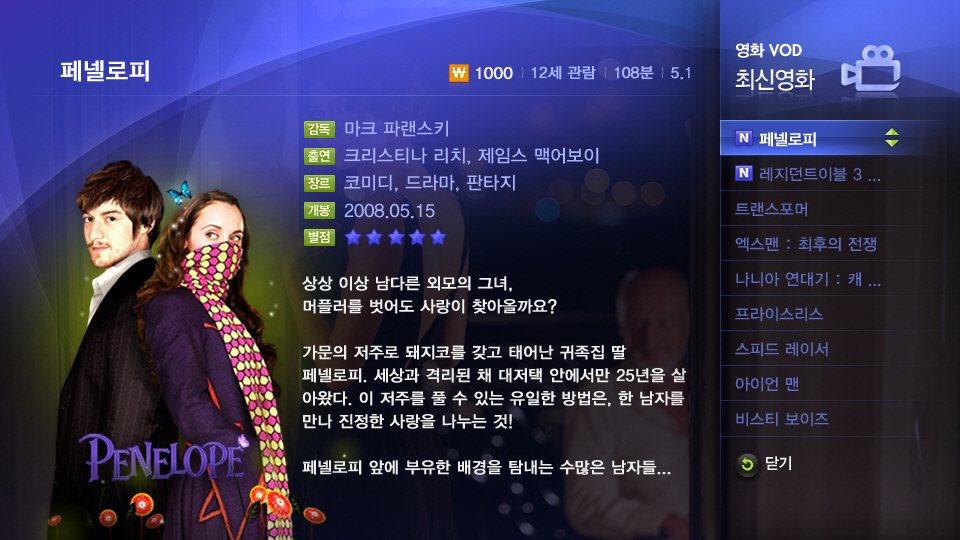 페넬로피
₩ 1000 | 12세 관람 | 108분 | 5.1
감독 마크 파랜스키
출연 크리스티나 리치, 제임스 맥어보이
장르 코미디, 드라마, 판타지
개봉 2008.05.15
별점
상상 이상 남다른 외모의 그녀,
머플러를 벗어도 사랑이 찾아올까요?
가문의 저주로 돼지코를 갖고 태어난 귀족집 딸
페넬로피. 세상과 격리된 채 대저택 안에서만 25년을 살
아왔다. 이 저주를 풀 수 있는 유일한 방법은, 한 남자를
만나 진정한 사랑을 나누는 것!
페넬로피 앞에 부유한 배경을 탐내는 수많은 남자들...
PENELOPE
영화 VOD
최신영화
N 페넬로피
N 레지던트이블 3 ...
트랜스포머
엑스맨 : 최후의 전쟁
나니아 연대기 : 캐 ...
프라이스리스
스피드 레이서
아이언 맨
비스티 보이즈
닫기